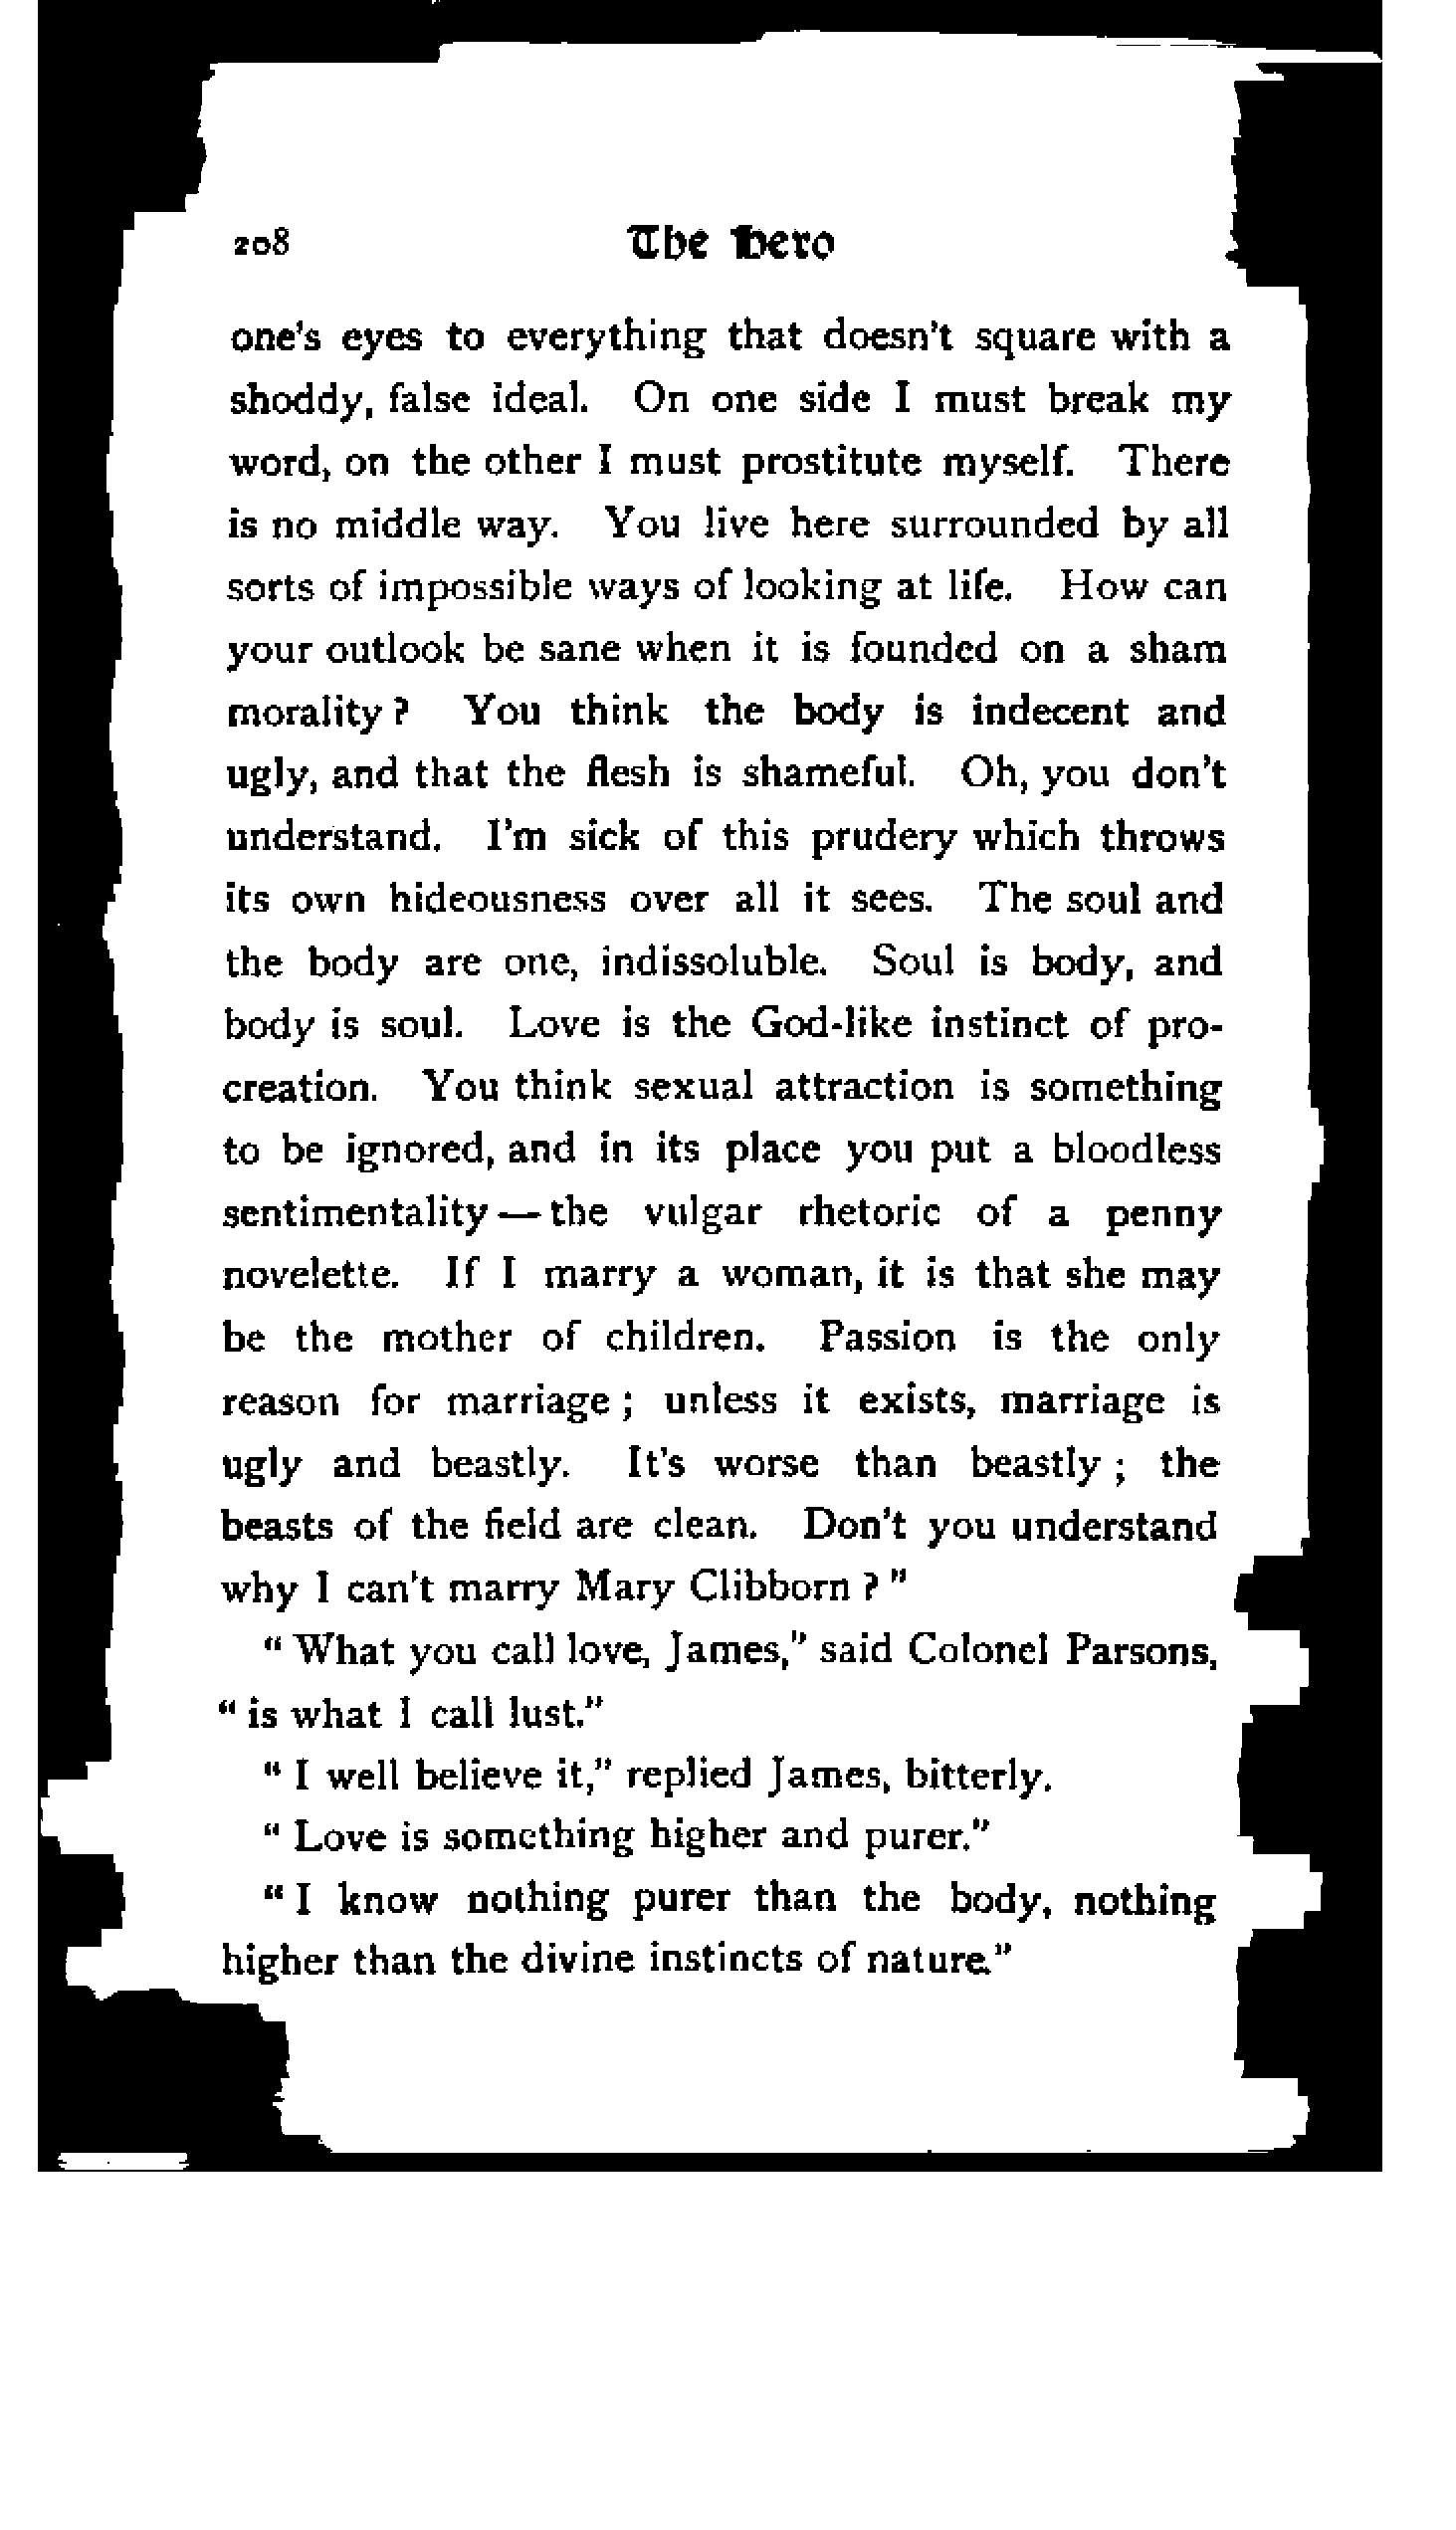 208 The Hero
one's eyes to everything that doesn't square with a
shoddy, false ideal. On one side I must break my
word, on the other I must prostitute myself. There
is no middle way. You live here surrounded by all
sorts of impossible ways of looking at life. How can
your outlook be sane when it is founded on a sham
morality? You think the body is indecent and
ugly, and that the flesh is shameful. Oh, you don't
understand. I'm sick of this prudery which throws
its own hideousness over all it sees. The soul and
the body are one, indissoluble. Soul is body, and
body is soul. Love is the God-like instinct of pro-
creation. You think sexual attraction is something
to be ignored, and in its place you put a bloodless
sentimentality—the vulgar rhetoric of a penny
novelette. If I marry a woman, it is that she may
be the mother of children. Passion is the only
reason for marriage; unless it exists, marriage is
ugly and beastly. It's worse than beastly; the
beasts of the field are clean. Don't you understand
why I can't marry Mary Clibborn?"
"What you call love, James," said Colonel Parsons,
"is what I call lust."
"I well believe it," replied James, bitterly.
"Love is something higher and purer."
"I know nothing purer than the body, nothing
higher than the divine instincts of nature."